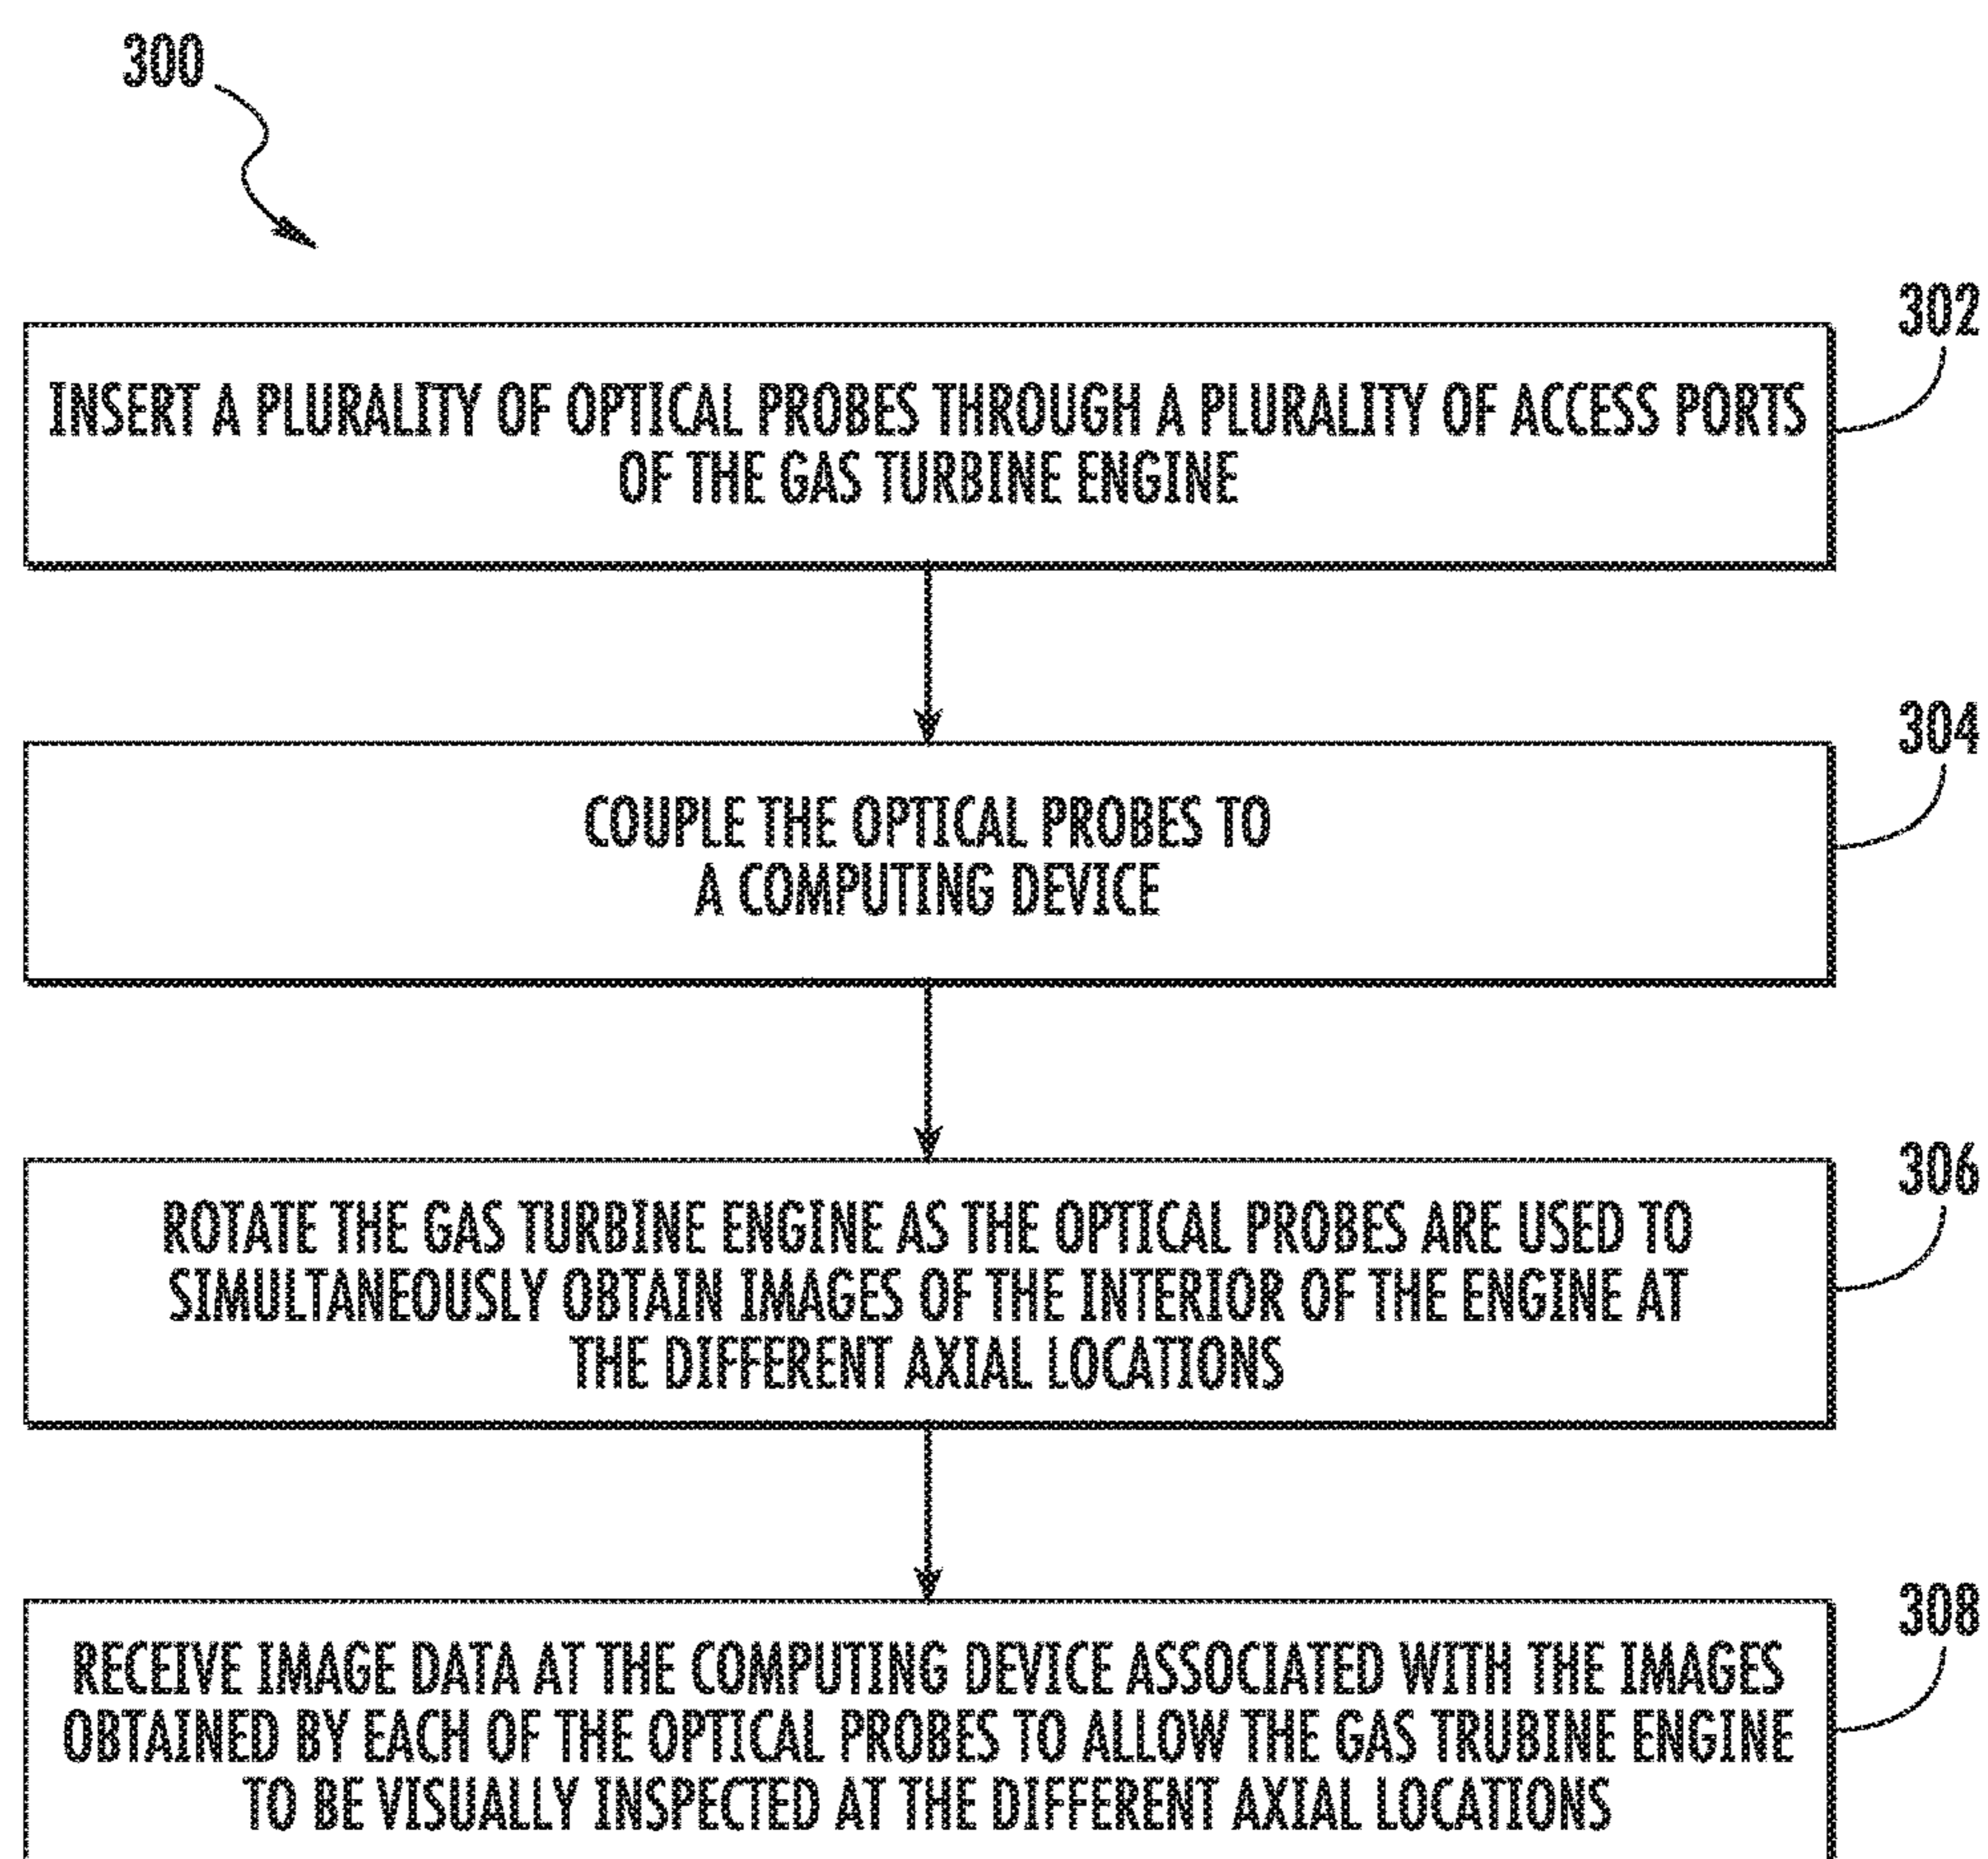 300
302
INSERT A PLURALITY OF OPTICAL PROBES THROUGH A PLURALITY OF ACCESS PORTS
OF THE GAS TURBINE ENGINE
304
COUPLE THE OPTICAL PROBES TO
A COMPUTING DEVICE
306
ROTATE THE GAS TURBINE ENGINE AS THE OPTICAL PROBES ARE USED TO
SIMULTANEOUSLY OBTAIN IMAGES OF THE INTERIOR OF THE ENGINE AT
THE DIFFERENT AXIAL LOCATIONS
308
RECEIVE IMAGE DATA AT THE COMPUTING DEVICE ASSOCIATED WITH THE IMAGES
OBTAINED BY EACH OF THE OPTICAL PROBES TO ALLOW THE GAS TRUBINE ENGINE
TO BE VISUALLY INSPECTED AT THE DIFFERENT AXIAL LOCATIONS